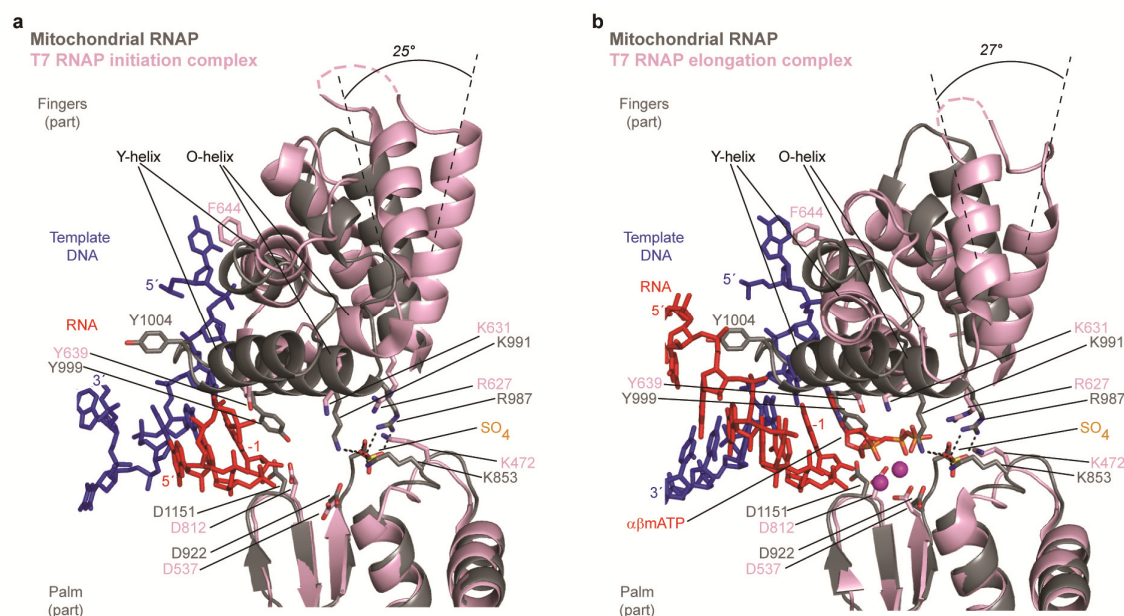 a
Mitochondrial RNAP
T7 RNAP initiation complex
25°
Fingers
(part)
Y-helix
O-helix
F644
Template
DNA
5´
RNA
Y1004
Y639
Y999
3´
-1
5´
K631
K991
R627
R987
SO4
K472
K853
D1151
D812
D922
D537
Palm
(part)
b
Mitochondrial RNAP
T7 RNAP elongation complex
27°
Fingers
(part)
Y-helix
O-helix
F644
Template
DNA
5´
RNA
5´
Y1004
Y639
Y999
-1
3´
K631
K991
R627
R987
SO4
K472
K853
D1151
αβmATP
D812
D922
D537
Palm
(part)